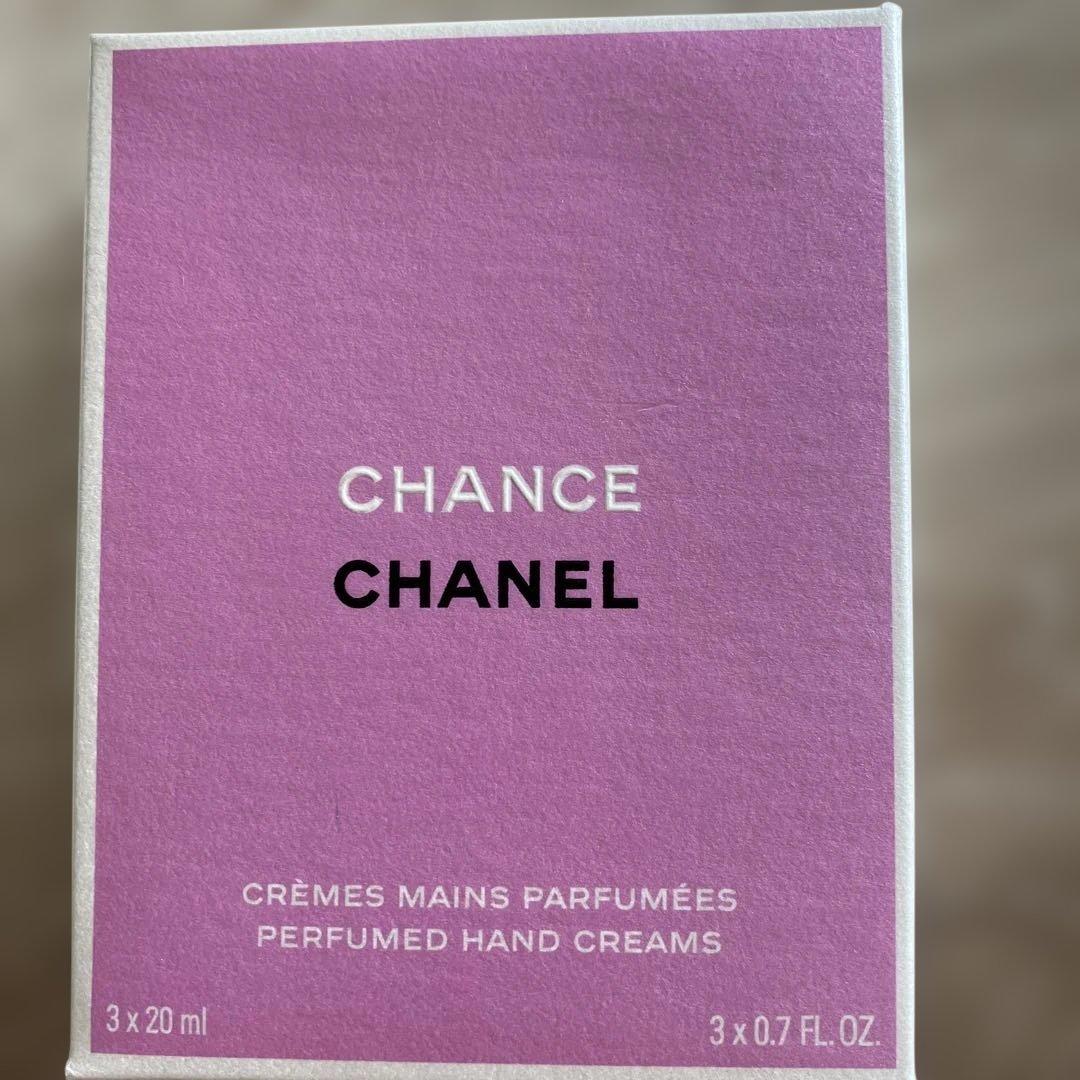 CHANCE
CHANEL
CRÈMES MAINS PARFUMÉES
PERFUMED HAND CREAMS
3 x 20 ml
3 x 0.7 FL. OZ.